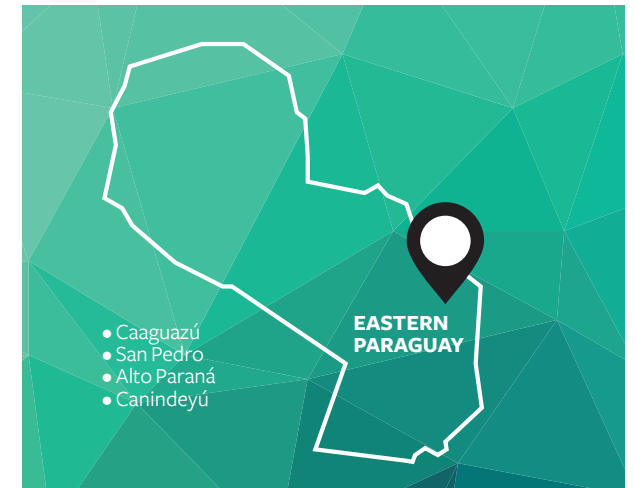 EASTERN
PARAGUAY
• Caaguazú
• San Pedro
• Alto Paraná
• Canindeyú